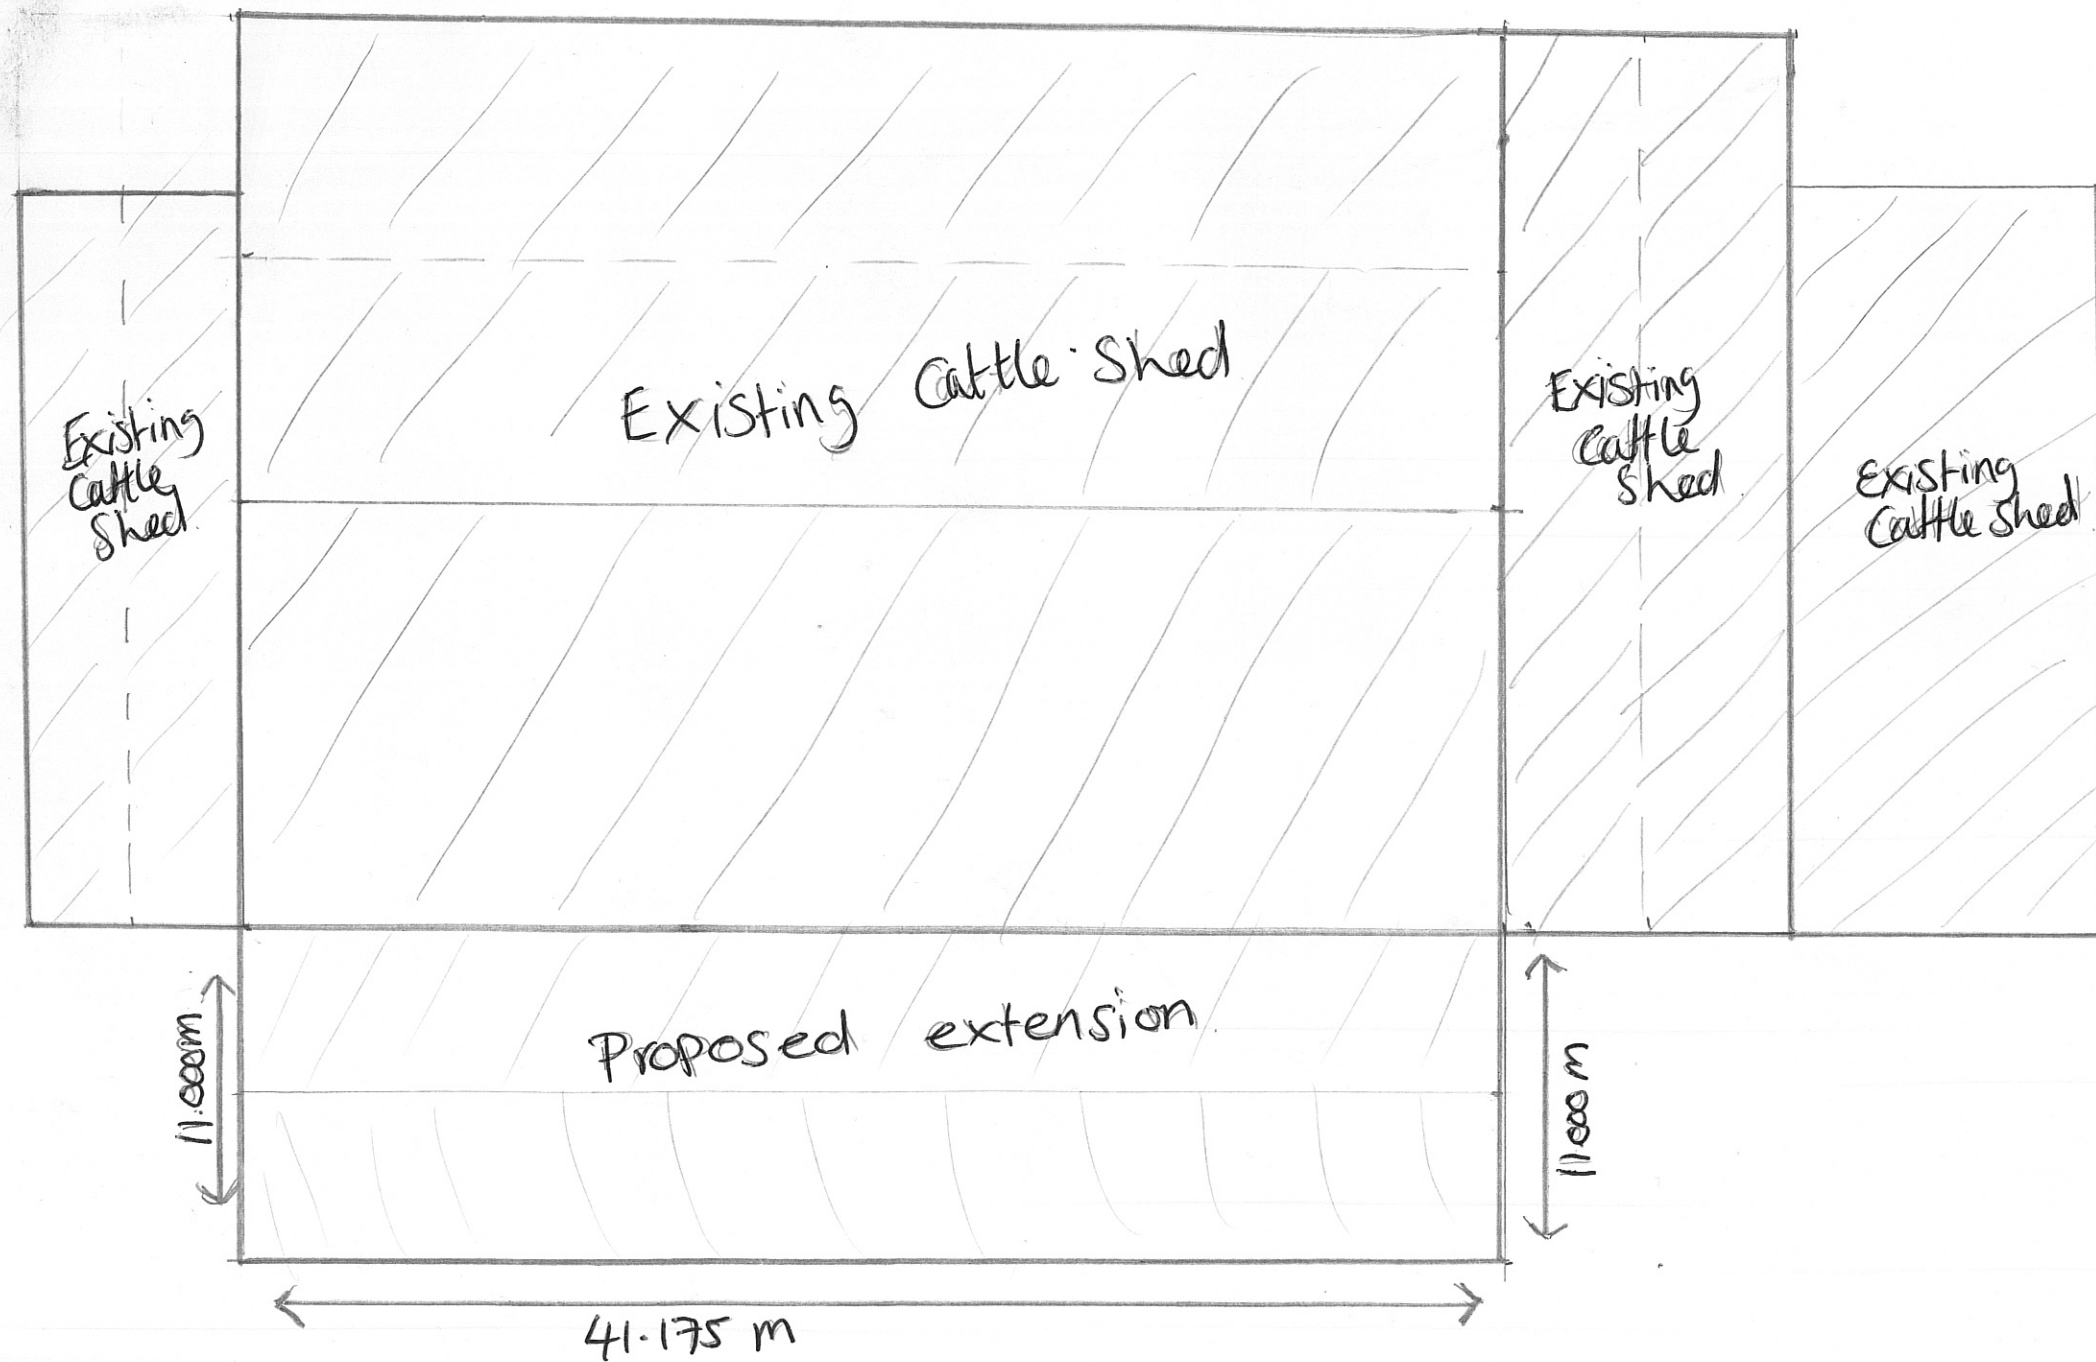 Existing Cattle Shed
Existing
Cattle
Shed
Existing
Cattle
Shed
Existing
Cattle Shed
Proposed extension
11.000m
11.000m
41.175 m